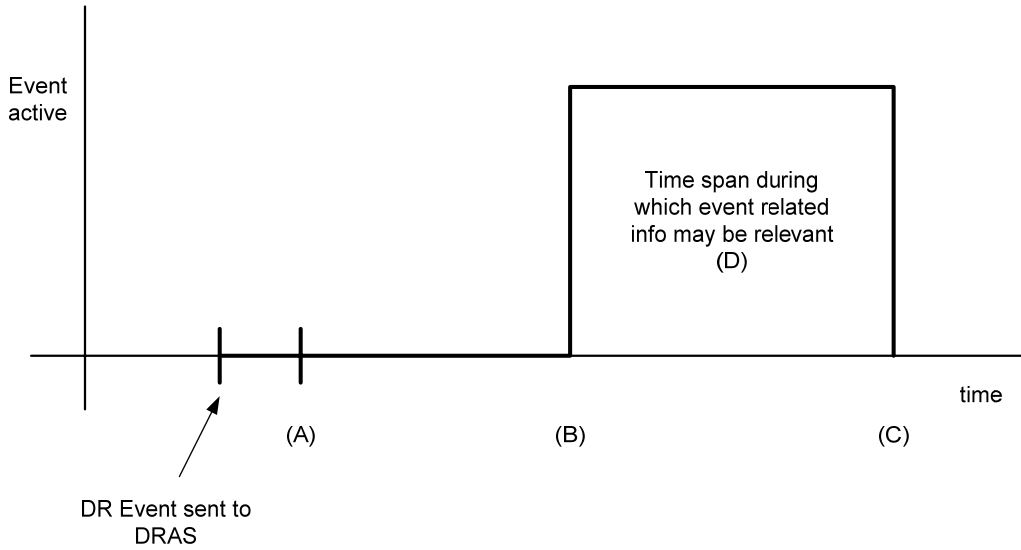 Event
active
Time span during
which event related
info may be relevant
(D)
time
(A)
(B)
(C)
DR Event sent to
DRAS